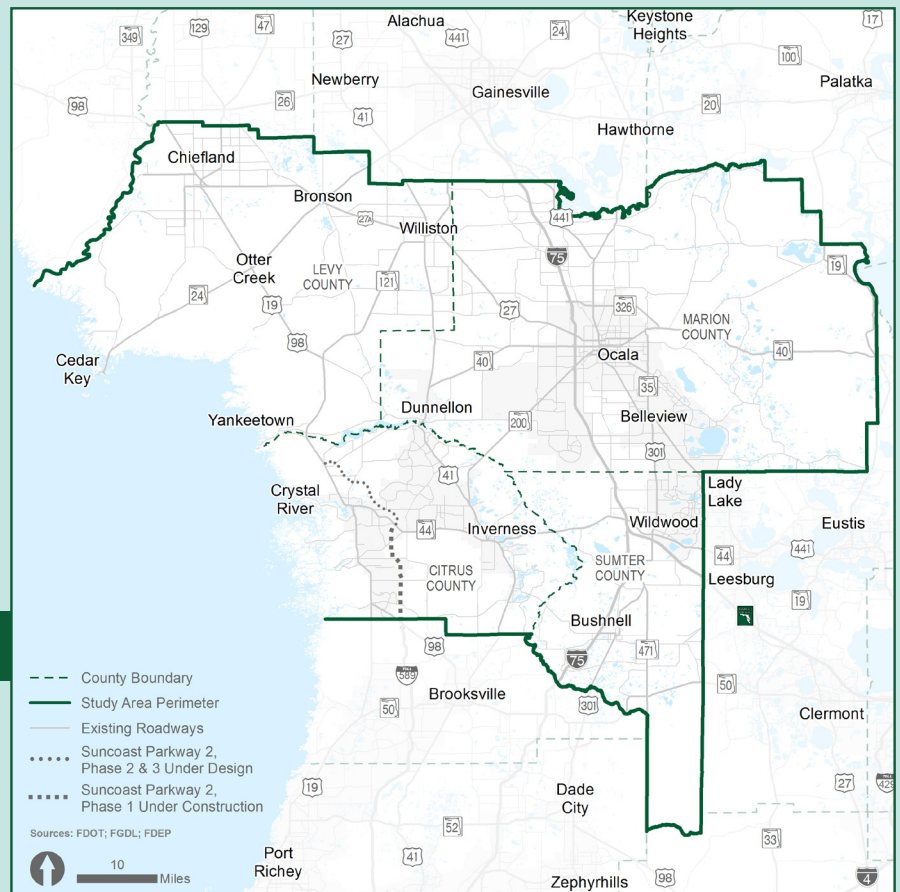 Alachua
Keystone
Heights
17
349
129
47
27
441
24
100
Newberry
Gainesville
Palatka
98
26
41
20
Hawthorne
Chiefland
Bronson
27A
Williston
441
75
Otter
Creek
LEVY
COUNTY
121
19
24
19
27
326
MARION
COUNTY
98
40
Ocala
40
Cedar
Key
35
Dunnellon
Belleview
Yankeetown
200
301
41
Lady
Lake
Crystal
River
44
Inverness
Wildwood
Eustis
44
441
CITRUS
COUNTY
SUMTER
COUNTY
Leesburg
19
Bushnell
98
75
471
TOLL
589
50
Brooksville
301
50
Clermont
County Boundary
Study Area Perimeter
Existing Roadways
Suncoast Parkway 2,
Phase 2 & 3 Under Design
Suncoast Parkway 2,
Phase 1 Under Construction
Sources: FDOT; FGDL; FDEP
10
Miles
19
Dade
City
27
429
52
33
41
Port
Richey
Zephyrhills
98
4